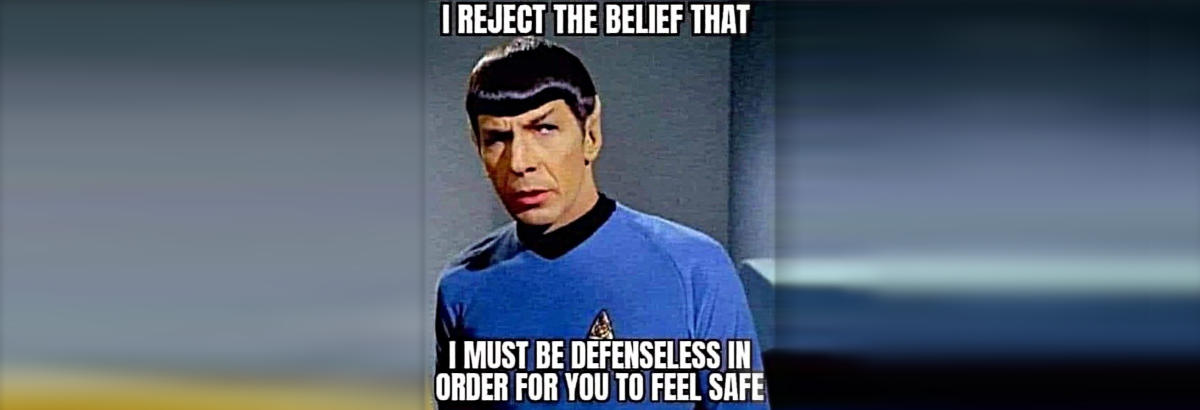 I REJECT THE BELIEF THAT
I MUST BE DEFENSELESS IN
ORDER FOR YOU TO FEEL SAFE